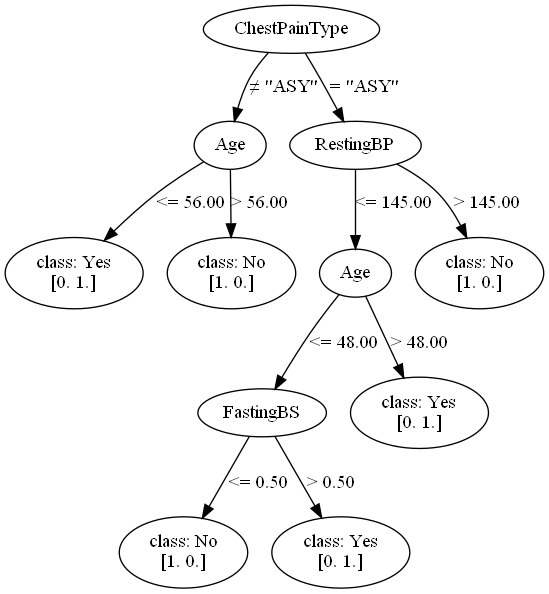 ChestPainType
≠ "ASY"
= "ASY"
Age
RestingBP
<= 56.00
> 56.00
<= 145.00
> 145.00
class: Yes
[0. 1.]
class: No
[1. 0.]
Age
class: No
[1. 0.]
<= 48.00
> 48.00
FastingBS
class: Yes
[0. 1.]
<= 0.50
> 0.50
class: No
[1. 0.]
class: Yes
[0. 1.]